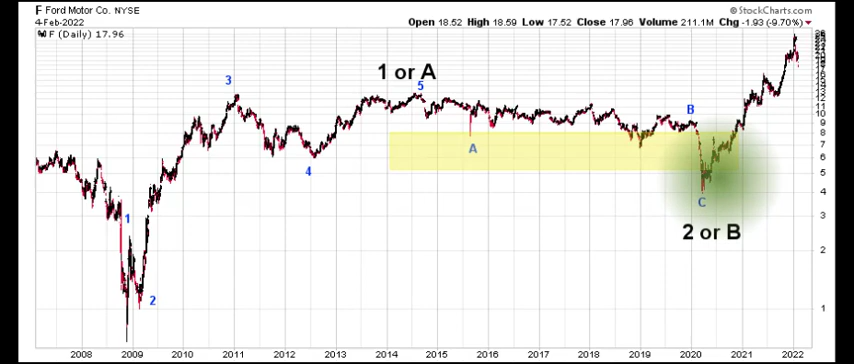 F Ford Motor Co. NYSE
© StockCharts.com
4-Feb-2022
Open 18.52 High 18.59 Low 17.52 Close 17.96 Volume 211.1M Chg -1.93 (-9.70%)
F (Daily) 17.96
1 or A
3
5
B
A
4
C
1
2 or B
2
12
10
9
8
7
6
5
4
3
2
1
2008 2009 2010 2011 2012 2013 2014 2015 2016 2017 2018 2019 2020 2021 2022